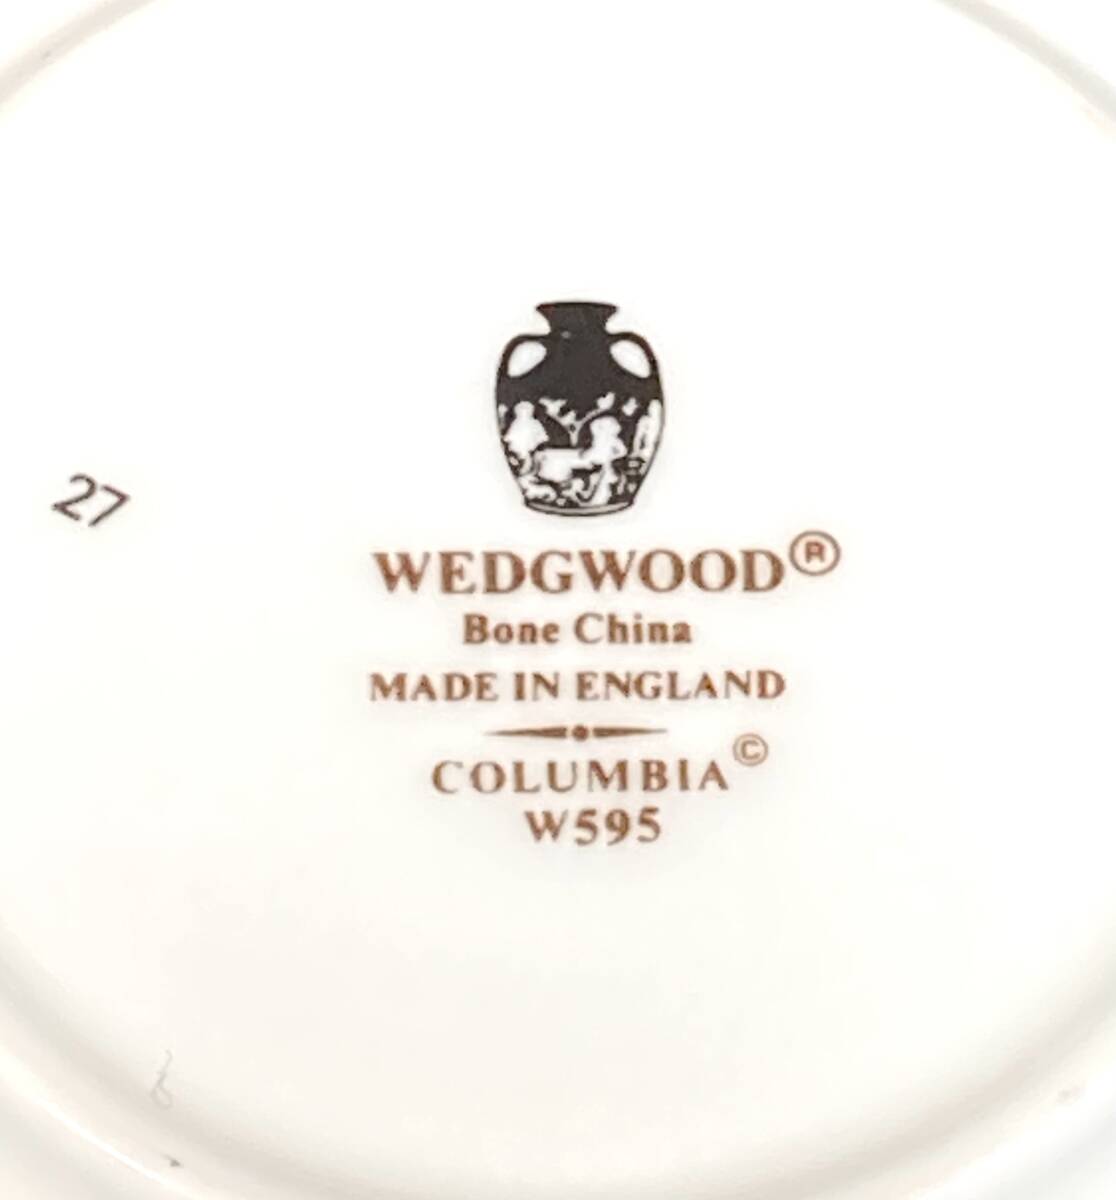 27
WEDGWOOD®
Bone China
MADE IN ENGLAND
COLUMBIA©
W595